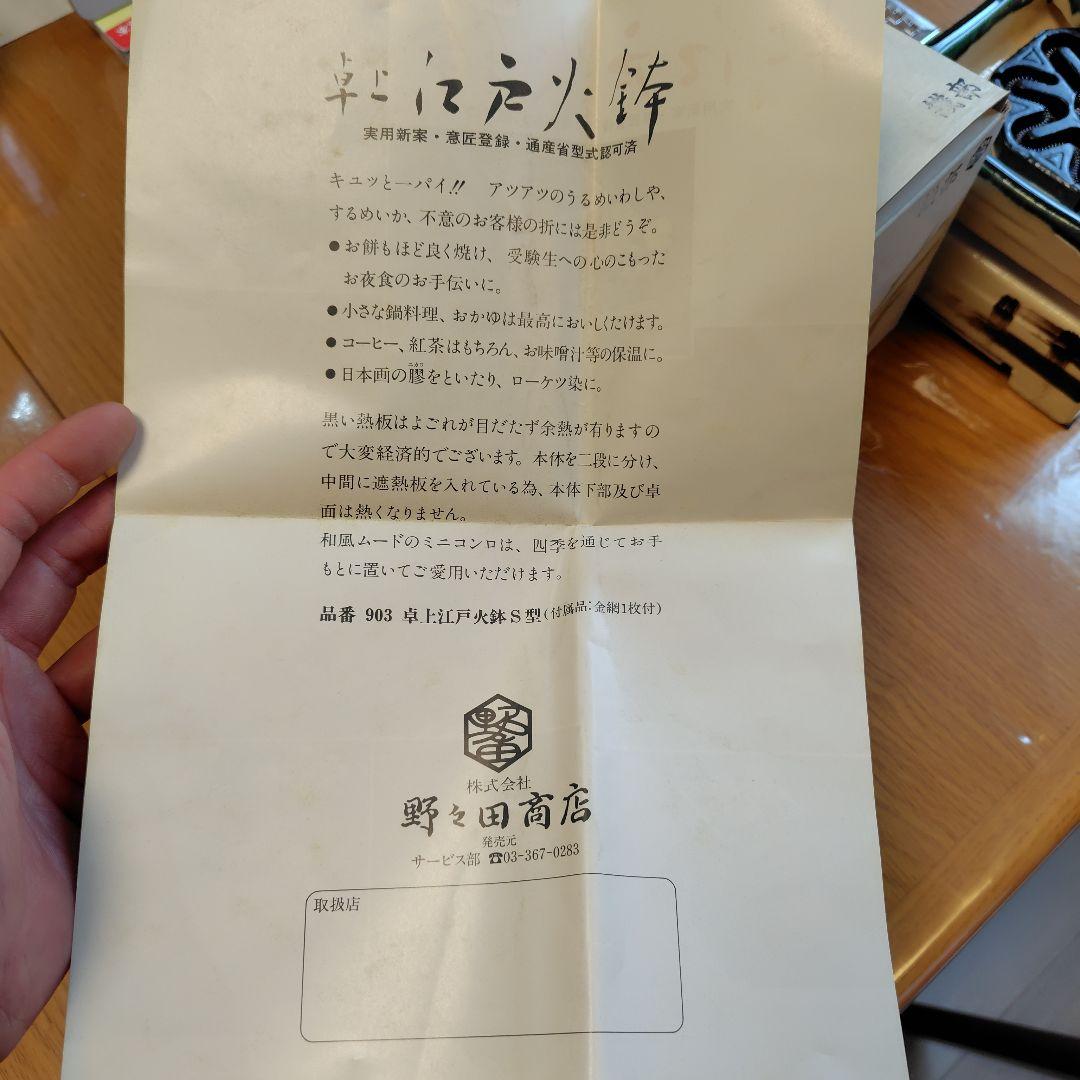 卓上 江戸火鉢
実用新案・意匠登録・通産省型式認可済
キュッと一パイ!! アツアツのうるめいわしや、
するめいか、不意のお客様の折には是非どうぞ。
●お餅もほど良く焼け、受験生への心のこもった
お夜食のお手伝いに。
●小さな鍋料理、おかゆは最高においしくたけます。
●コーヒー、紅茶はもちろん、お味噌汁等の保温に。
●日本画の膠をといたり、ローケツ染に。
黒い熱板はよごれが目だたず余熱が有りますの
で大変経済的でございます。本体を二段に分け、
中間に遮熱板を入れている為、本体下部及び卓
面は熱くなりません。
和風ムードのミニコンロは、四季を通じてお手
もとに置いてご愛用いただけます。
品番 903 卓上江戸火鉢S型(付属品:金網1枚付)
株式会社
野々田商店
発売元
サービス部 ☎03-367-0283
取扱店